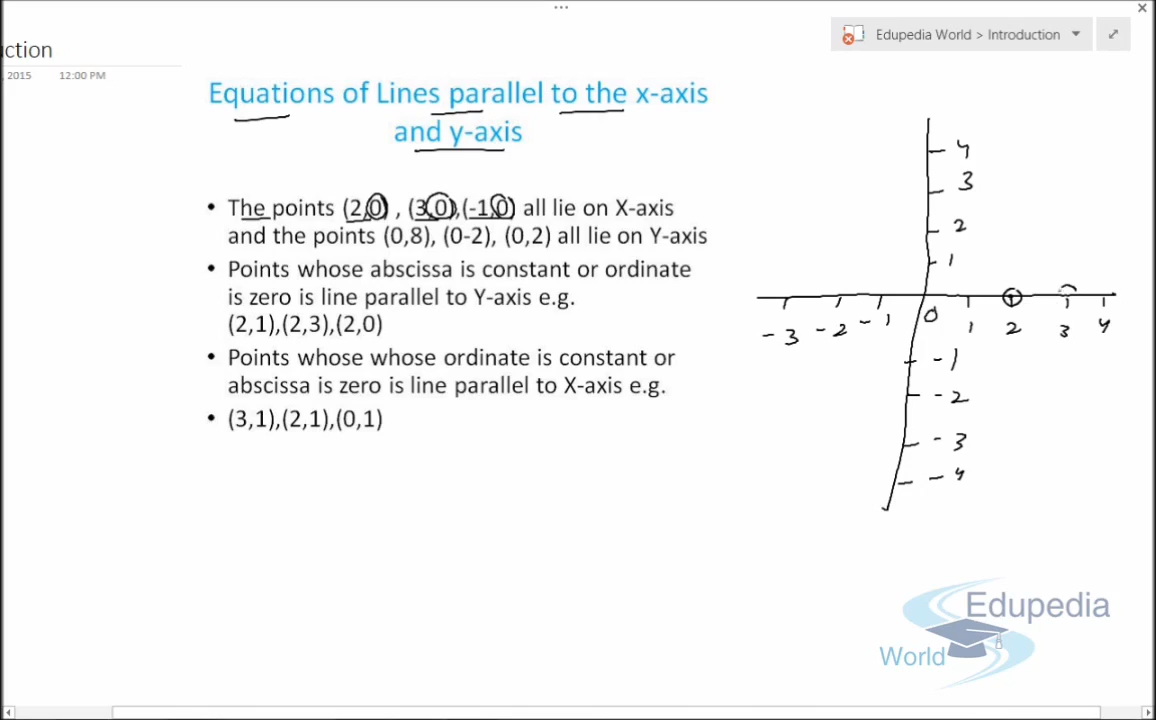 ...
uction
, 2015 12:00 PM
Edupedia World > Introduction
Equations of Lines parallel to the x-axis
and y-axis
• The points (2,0) , (3,0),(-1,0) all lie on X-axis
and the points (0,8), (0-2), (0,2) all lie on Y-axis
• Points whose abscissa is constant or ordinate
is zero is line parallel to Y-axis e.g.
(2,1),(2,3),(2,0)
• Points whose whose ordinate is constant or
abscissa is zero is line parallel to X-axis e.g.
• (3,1),(2,1),(0,1)
4
3
2
1
-3 -2 -1 0 1 2 3 4
-1
-2
-3
-4
Edupedia
World